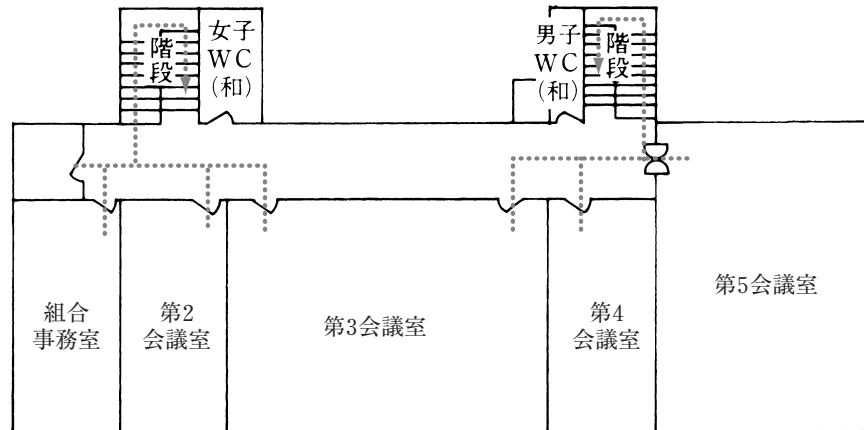 階段
女子
WC
（和）
男子
WC
（和）
階段
組合
事務室
第2
会議室
第3会議室
第4
会議室
第5会議室